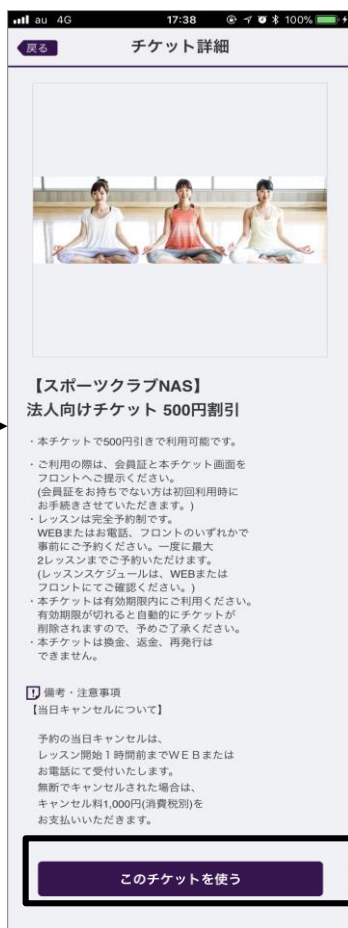 au 4G 17:38 100%
戻る チケット詳細
【スポーツクラブNAS】
法人向けチケット 500円割引
・本チケットで500円引きで利用可能です。
・ご利用の際は、会員証と本チケット画面を
フロントへご提示ください。
(会員証をお持ちでない方は初回利用時に
お手続きさせていただきます。)
・レッスンは完全予約制です。
WEBまたはお電話、フロントのいずれかで
事前にご予約ください。一度に最大
2レッスンまでご予約いただけます。
(レッスンスケジュールは、WEBまたは
フロントにてご確認ください。)
・本チケットは有効期限内にご利用ください。
有効期限が切れると自動的にチケットが
削除されますので、予めご了承ください。
・本チケットは換金、返金、再発行は
できません。
備考・注意事項
【当日キャンセルについて】
予約の当日キャンセルは、
レッスン開始1時間前までWEBまたは
お電話にて受付いたします。
無断でキャンセルされた場合は、
キャンセル料1,000円(消費税別)を
お支払いいただきます。
このチケットを使う